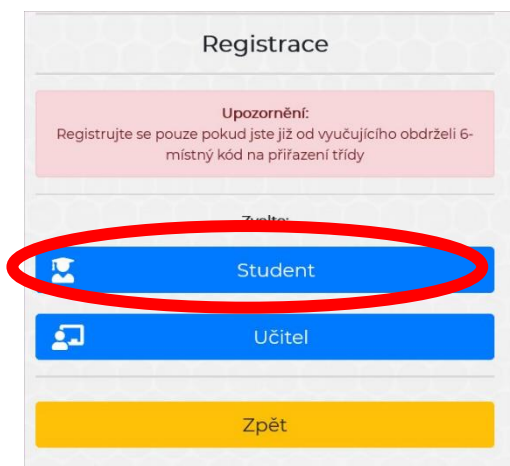 Registrace
Upozornění:
Registrujte se pouze pokud jste již od vyučujícího obdrželi 6-
místný kód na přiřazení třídy
Zvolte:
Student
Učitel
Zpět